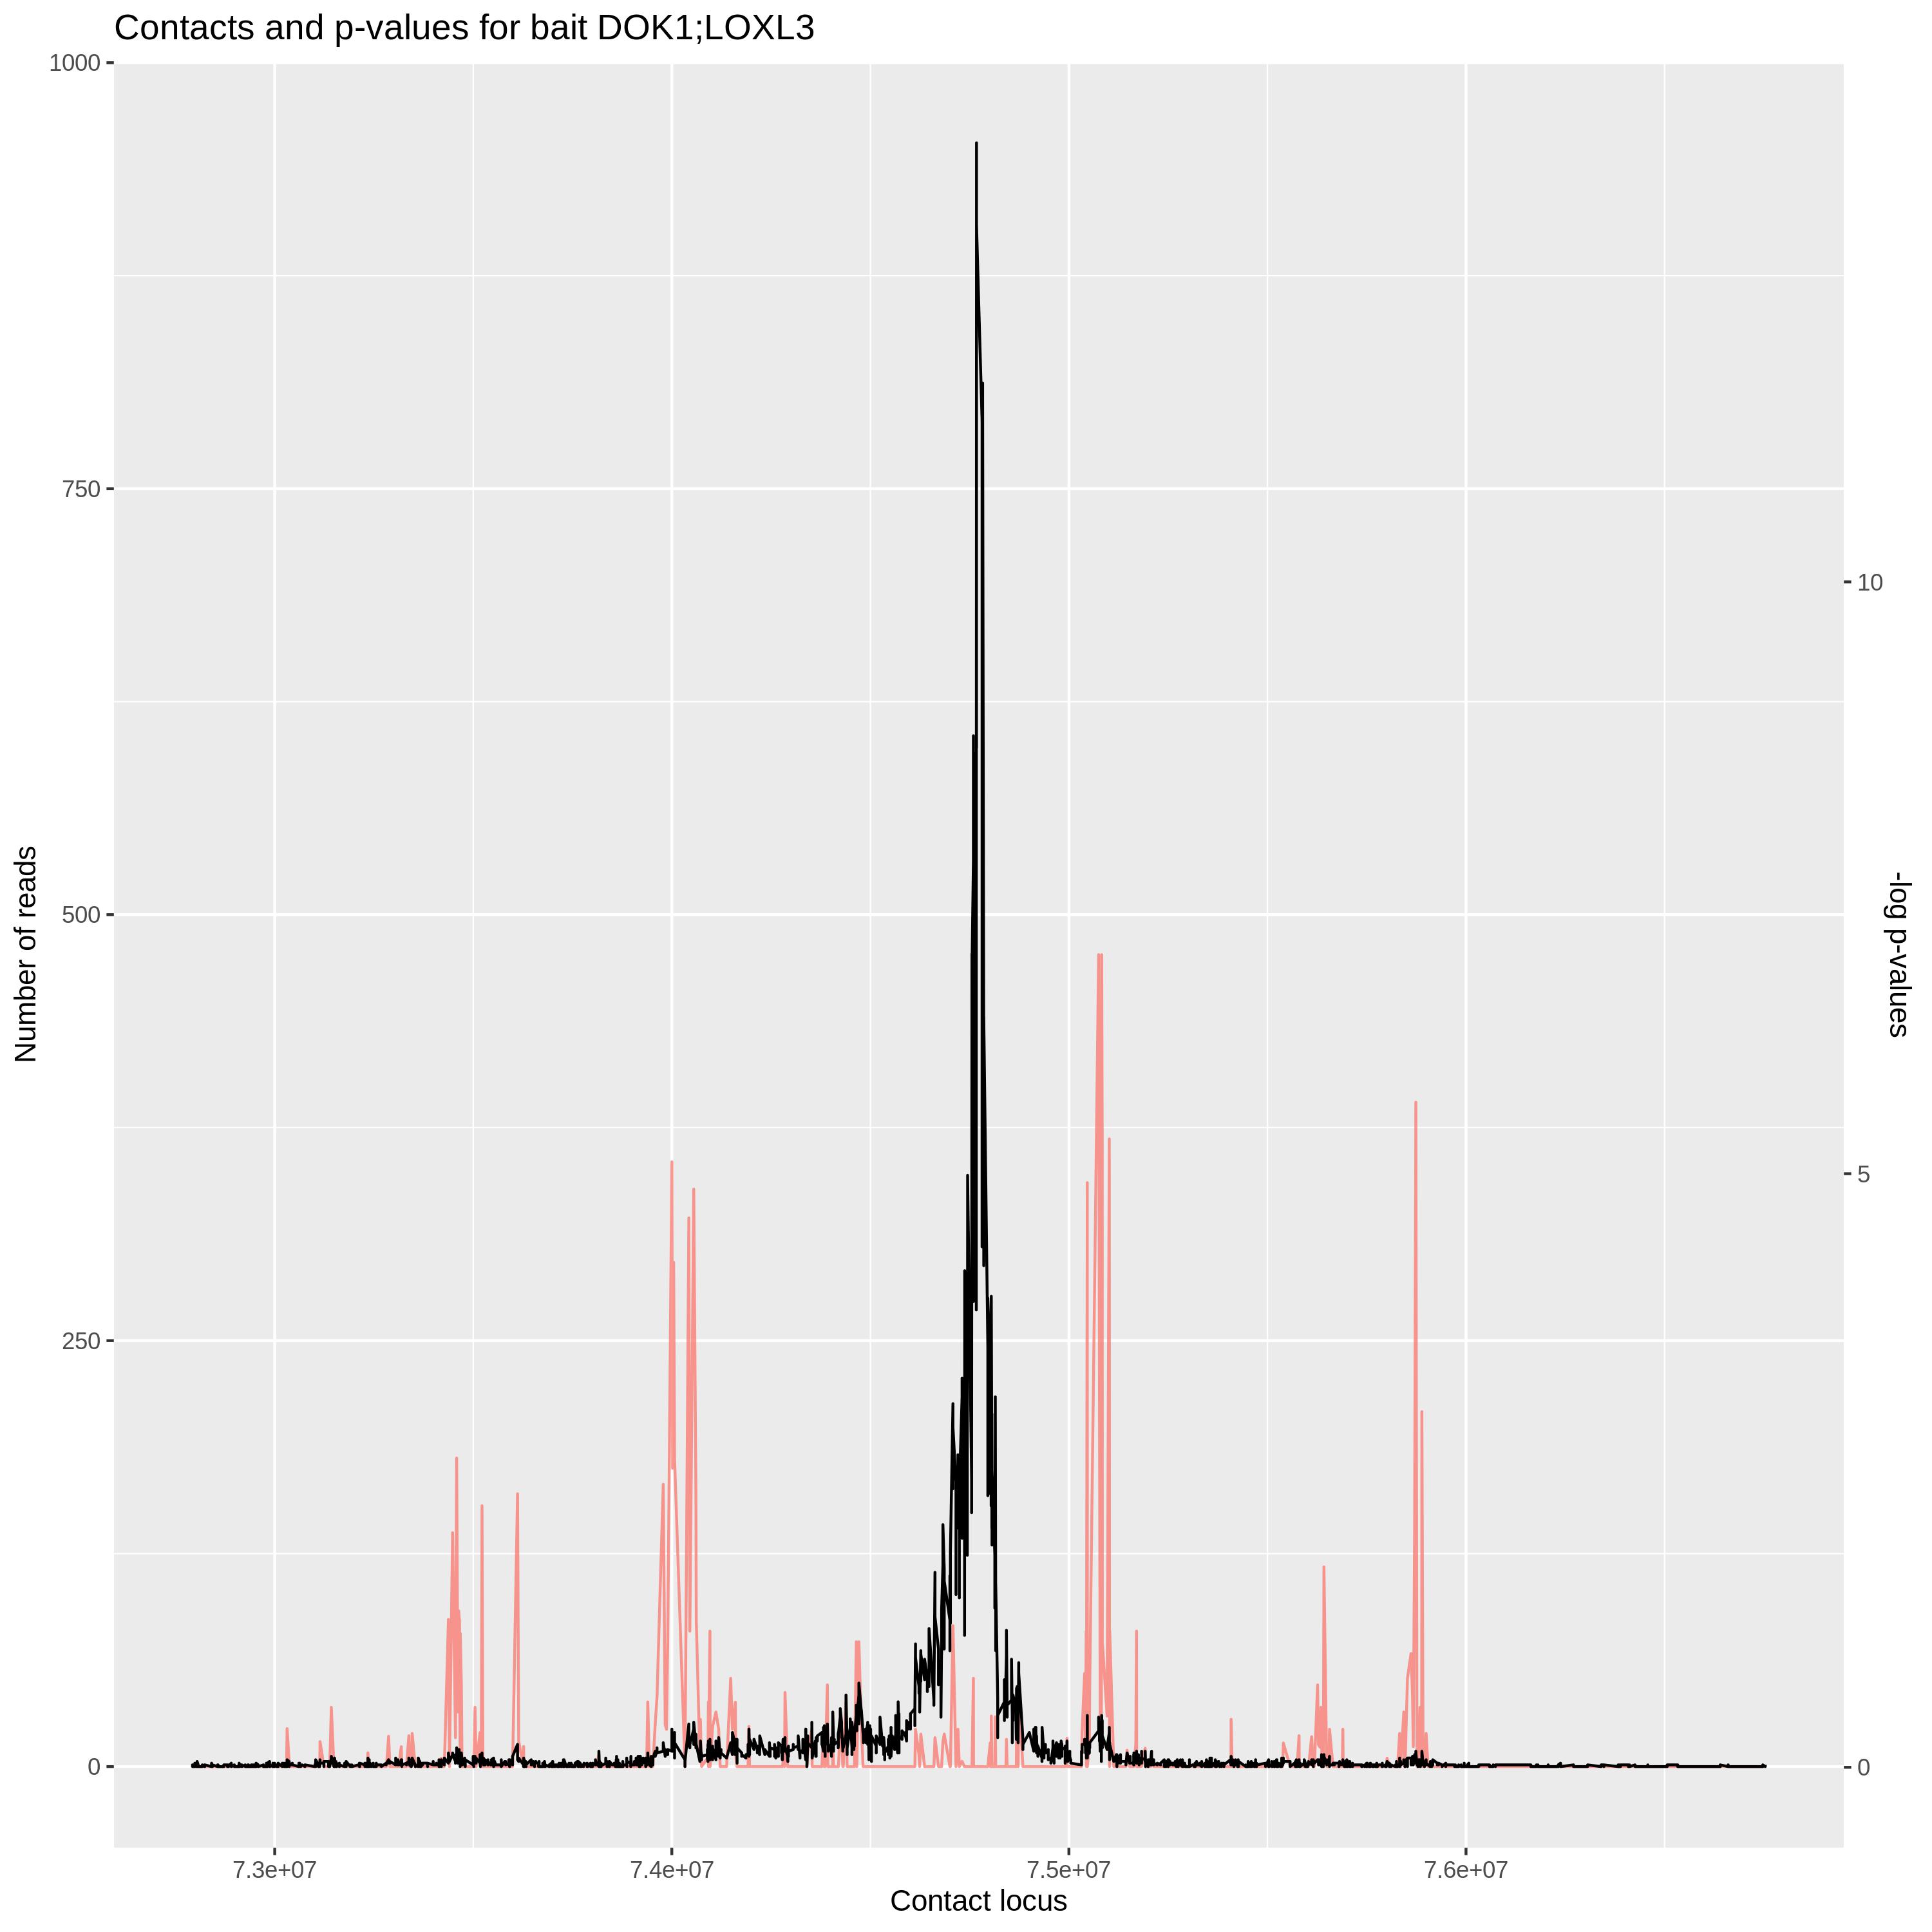 Contacts and p-values for bait DOK1;LOXL3
1000
750
500
250
0
Number of reads
10
5
0
-log p-values
7.3e+07
7.4e+07
7.5e+07
7.6e+07
Contact locus